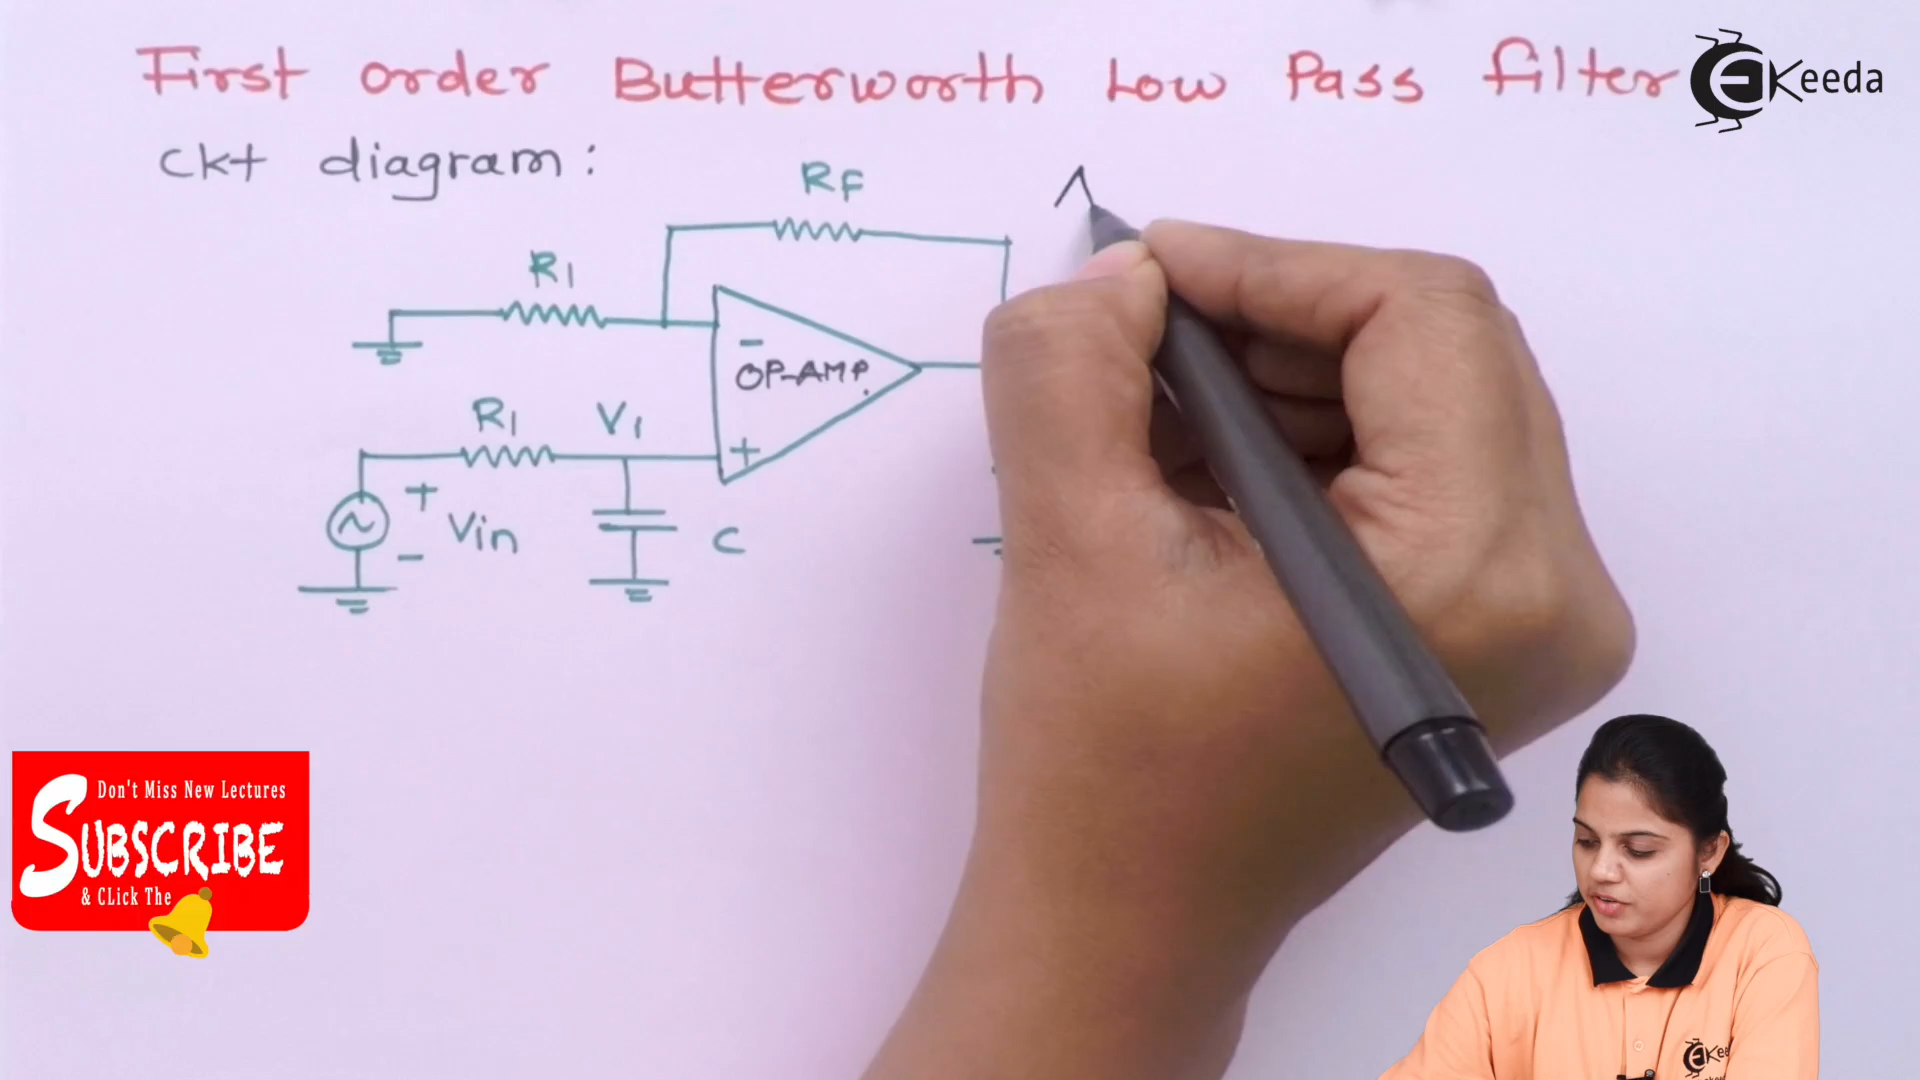 First order Butterworth Low Pass filter
Keeda
ckt diagram:
RF
R1
-
OP-AMP.
R1
V1
+
+
Vin
-
C
Don't Miss New Lectures
SUBSCRIBE
& CLick The